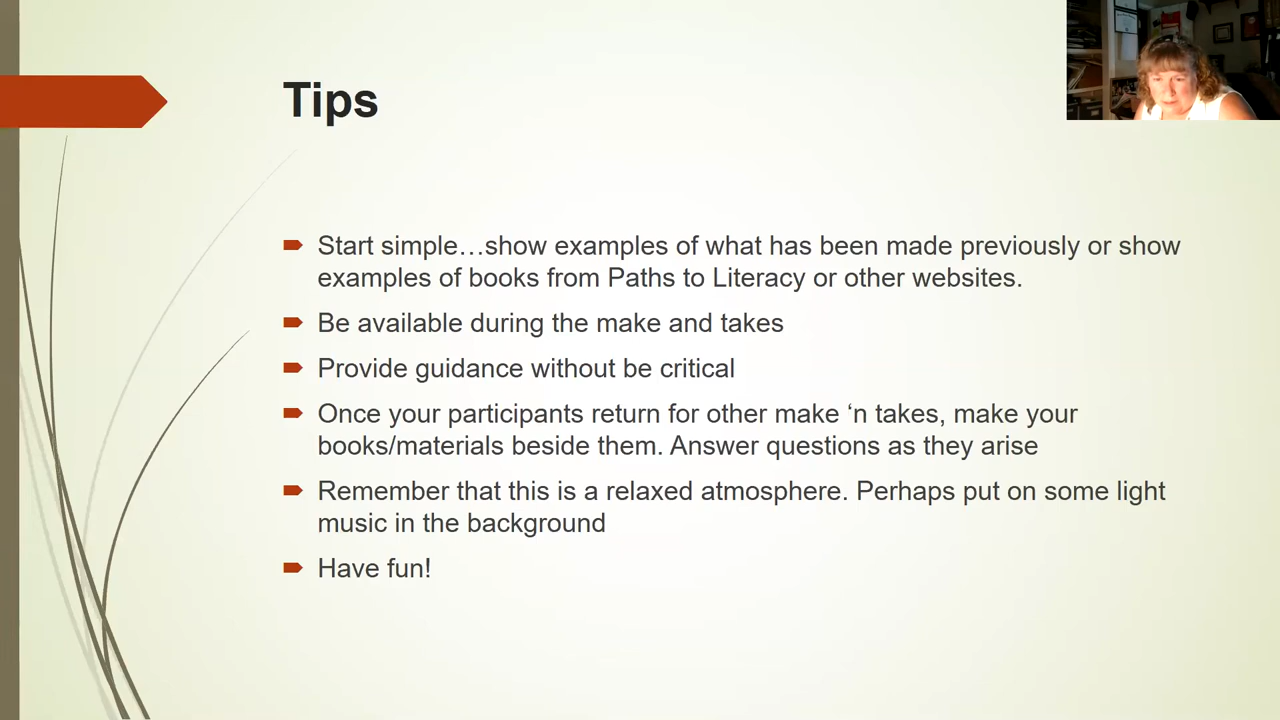 Tips
Start simple…show examples of what has been made previously or show
examples of books from Paths to Literacy or other websites.
Be available during the make and takes
Provide guidance without be critical
Once your participants return for other make ‘n takes, make your
books/materials beside them. Answer questions as they arise
Remember that this is a relaxed atmosphere. Perhaps put on some light
music in the background
Have fun!